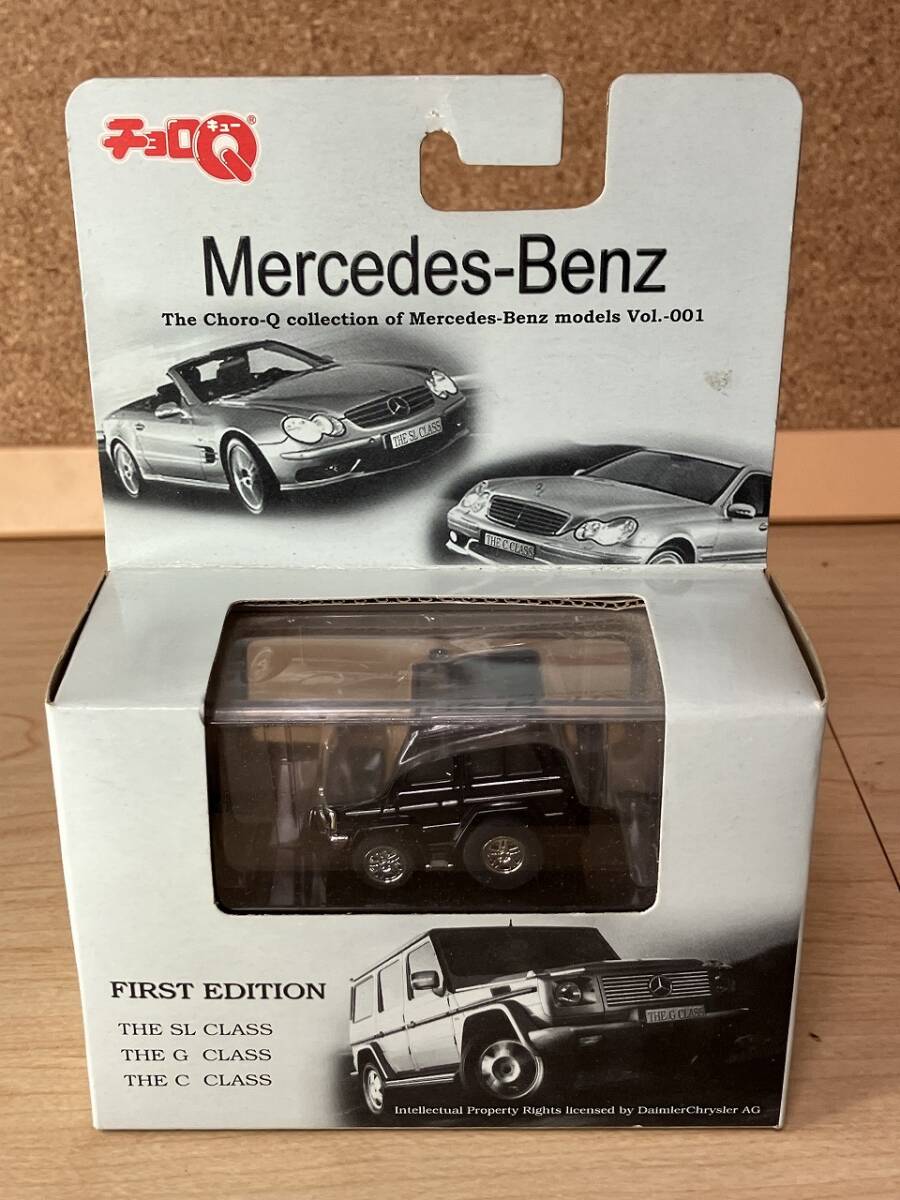 チョロQ®
キュー
Mercedes-Benz
The Choro-Q collection of Mercedes-Benz models Vol.-001
THE SL CLASS
THE C CLASS
FIRST EDITION
THE SL CLASS
THE G CLASS
THE C CLASS
THE G CLASS
Intellectual Property Rights licensed by DaimlerChrysler AG